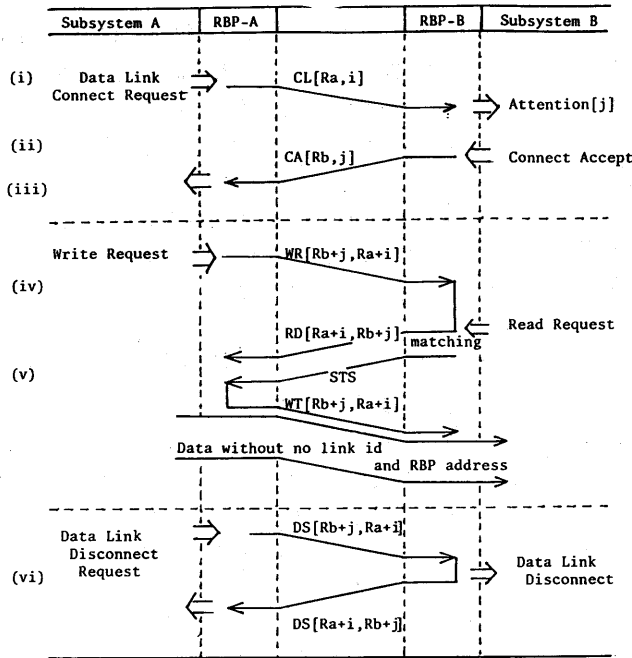 Subsystem A RBP-A RBP-B Subsystem B
(i) Data Link CL[Ra,i]
Connect Request Attention[j]
(ii) CA[Rb,j] Connect Accept
(iii)
Write Request WR[Rb+j,Ra+i]
(iv)
RD[Ra+i,Rb+j] Read Request
matching
(v) STS
WT[Rb+j,Ra+i]
Data without no link id
and RBP address
Data Link DS[Rb+j,Ra+i]
Disconnect
Request
(vi) Data Link
Disconnect
DS[Ra+i,Rb+j]